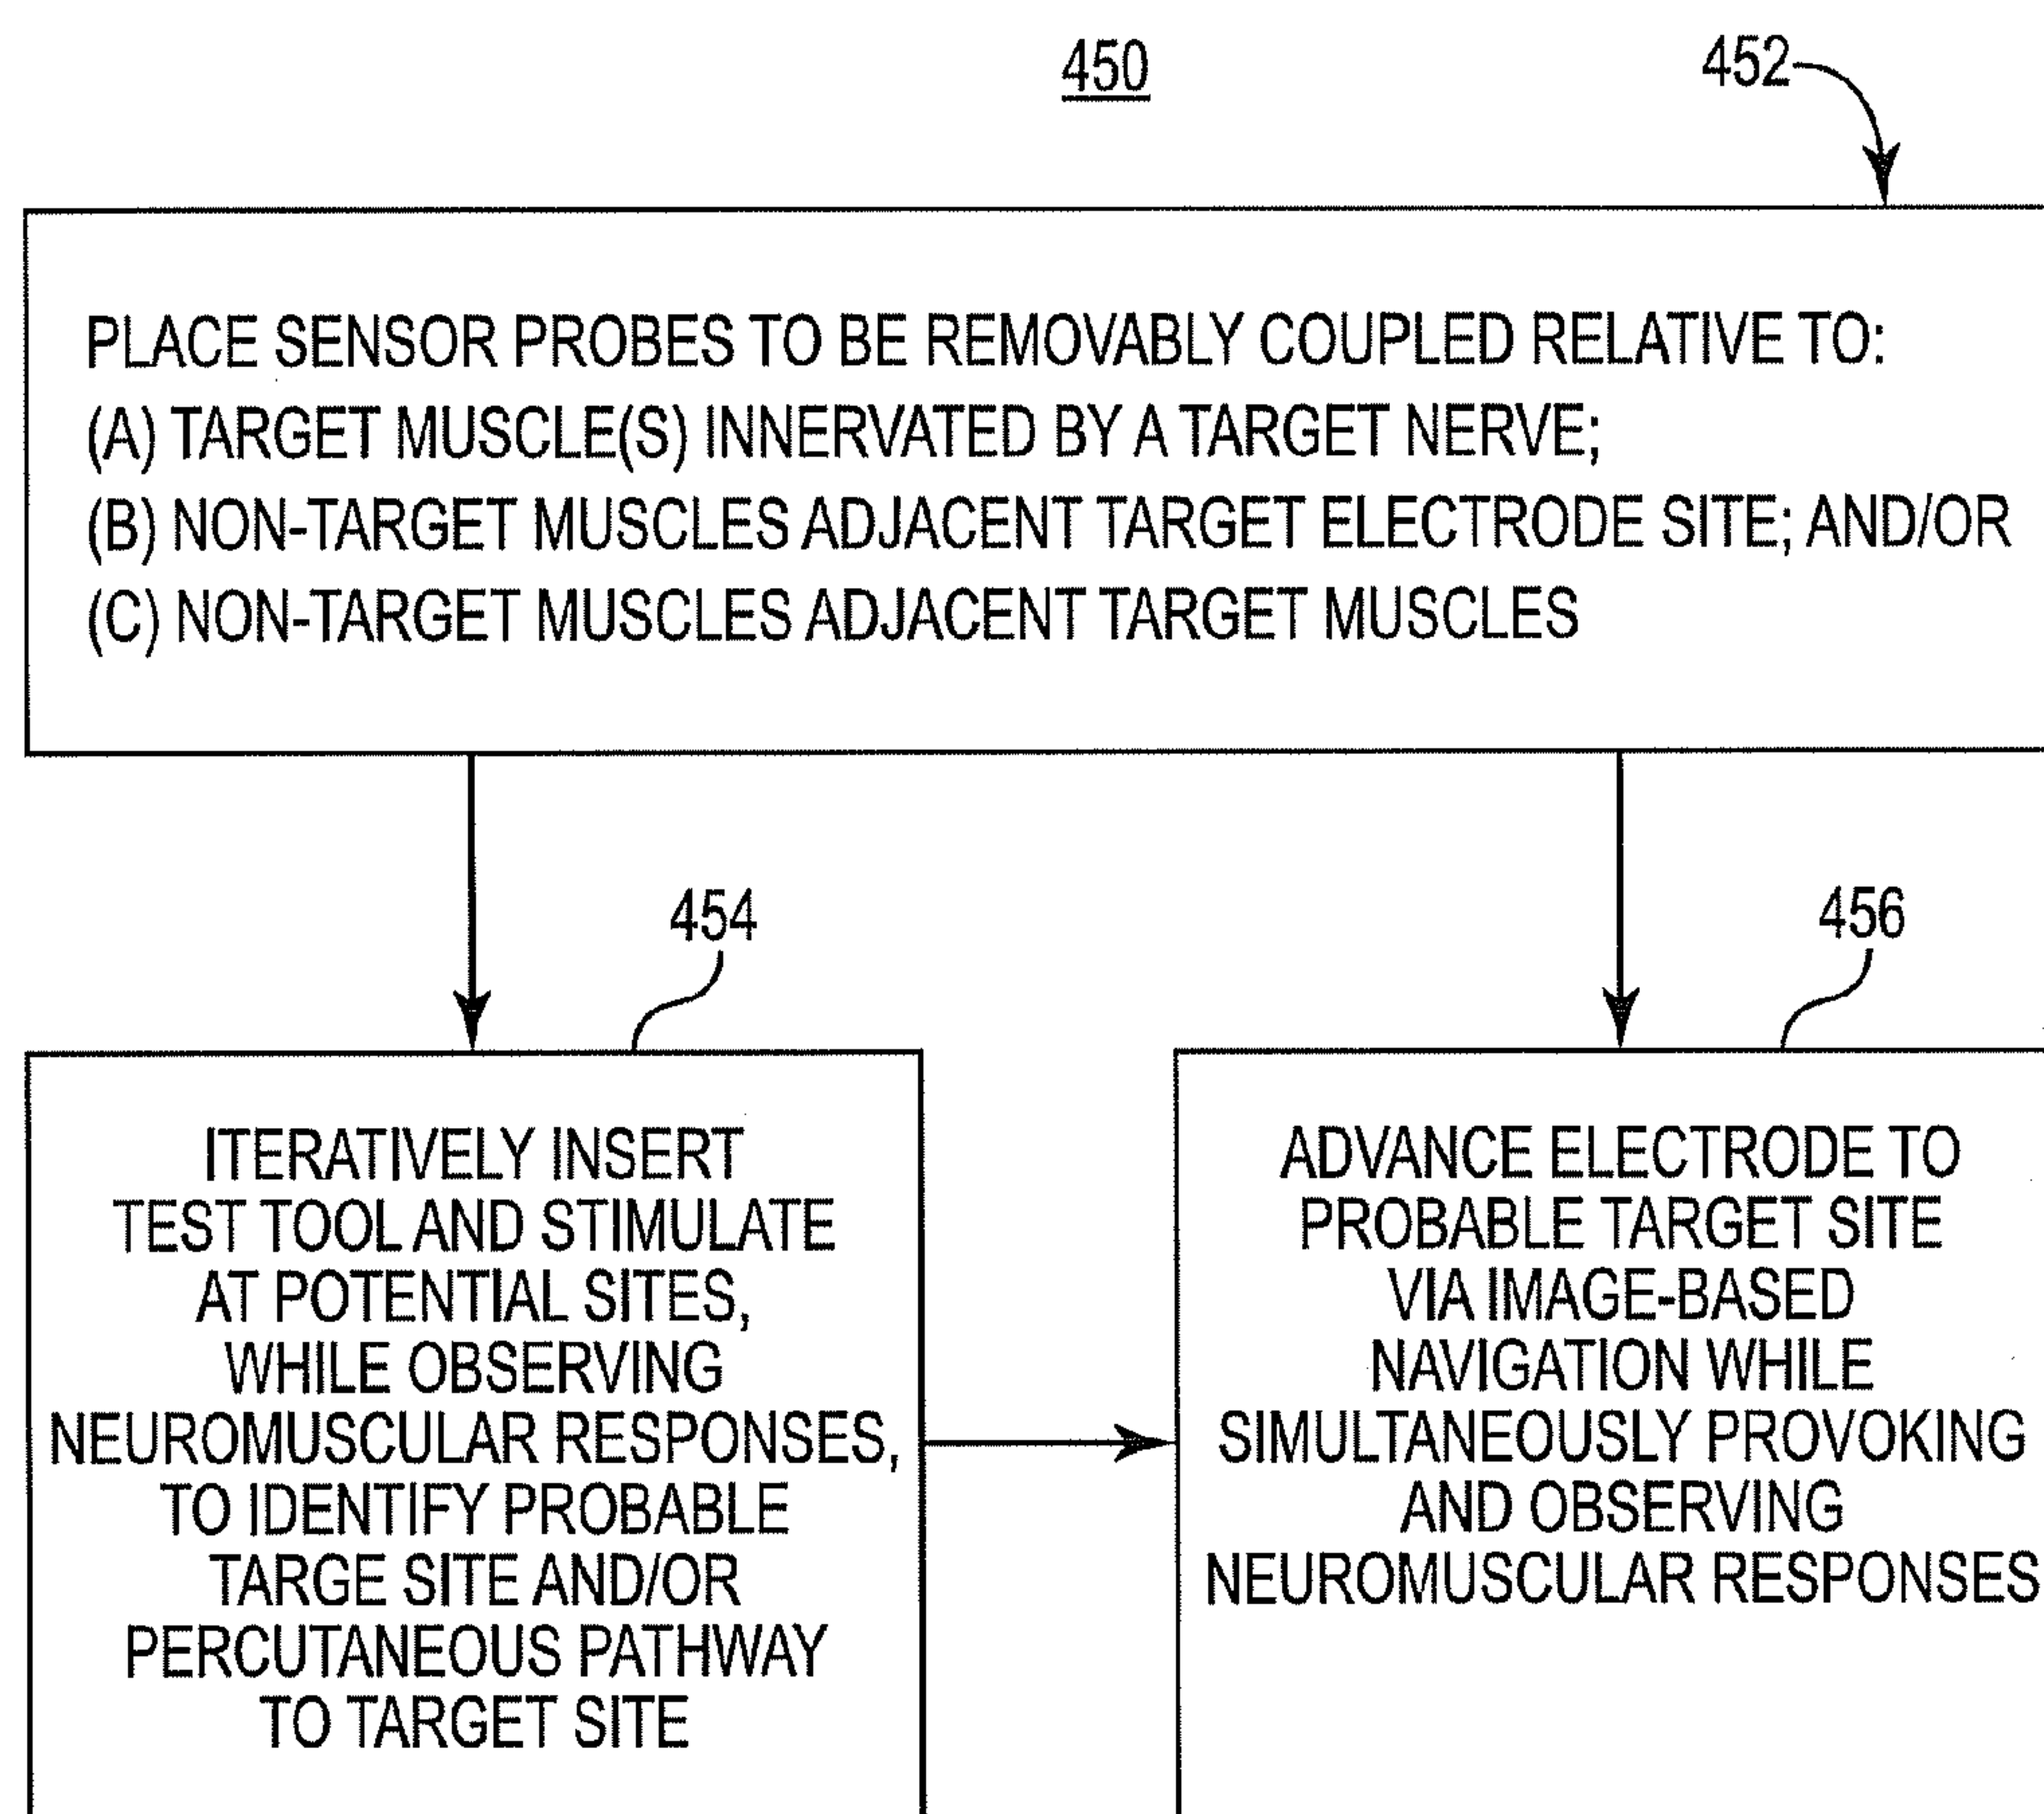 450
452
PLACE SENSOR PROBES TO BE REMOVABLY COUPLED RELATIVE TO:
(A) TARGET MUSCLE(S) INNERVATED BY A TARGET NERVE;
(B) NON-TARGET MUSCLES ADJACENT TARGET ELECTRODE SITE; AND/OR
(C) NON-TARGET MUSCLES ADJACENT TARGET MUSCLES
454
ITERATIVELY INSERT
TEST TOOL AND STIMULATE
AT POTENTIAL SITES,
WHILE OBSERVING
NEUROMUSCULAR RESPONSES,
TO IDENTIFY PROBABLE
TARGE SITE AND/OR
PERCUTANEOUS PATHWAY
TO TARGET SITE
456
ADVANCE ELECTRODE TO
PROBABLE TARGET SITE
VIA IMAGE-BASED
NAVIGATION WHILE
SIMULTANEOUSLY PROVOKING
AND OBSERVING
NEUROMUSCULAR RESPONSES